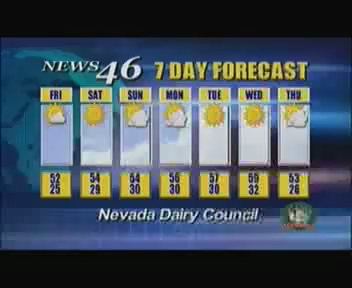 NEWS 46 7 DAY FORECAST
FRI SAT SUN MON TUE WED THU
52 54 54 56 57 59 53
25 29 30 30 30 32 26
Nevada Dairy Council